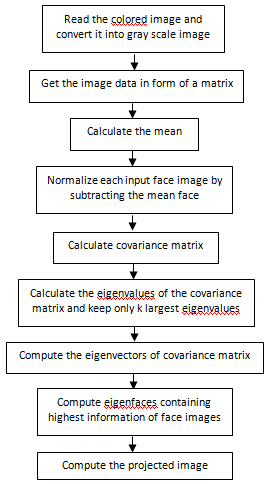 Read the colored image and
convert it into gray scale image
Get the image data in form of a matrix
Calculate the mean
Normalize each input face image by
subtracting the mean face
Calculate covariance matrix
Calculate the eigenvalues of the covariance
matrix and keep only k largest eigenvalues
Compute the eigenvectors of covariance matrix
Compute eigenfaces containing
highest information of face images
Compute the projected image